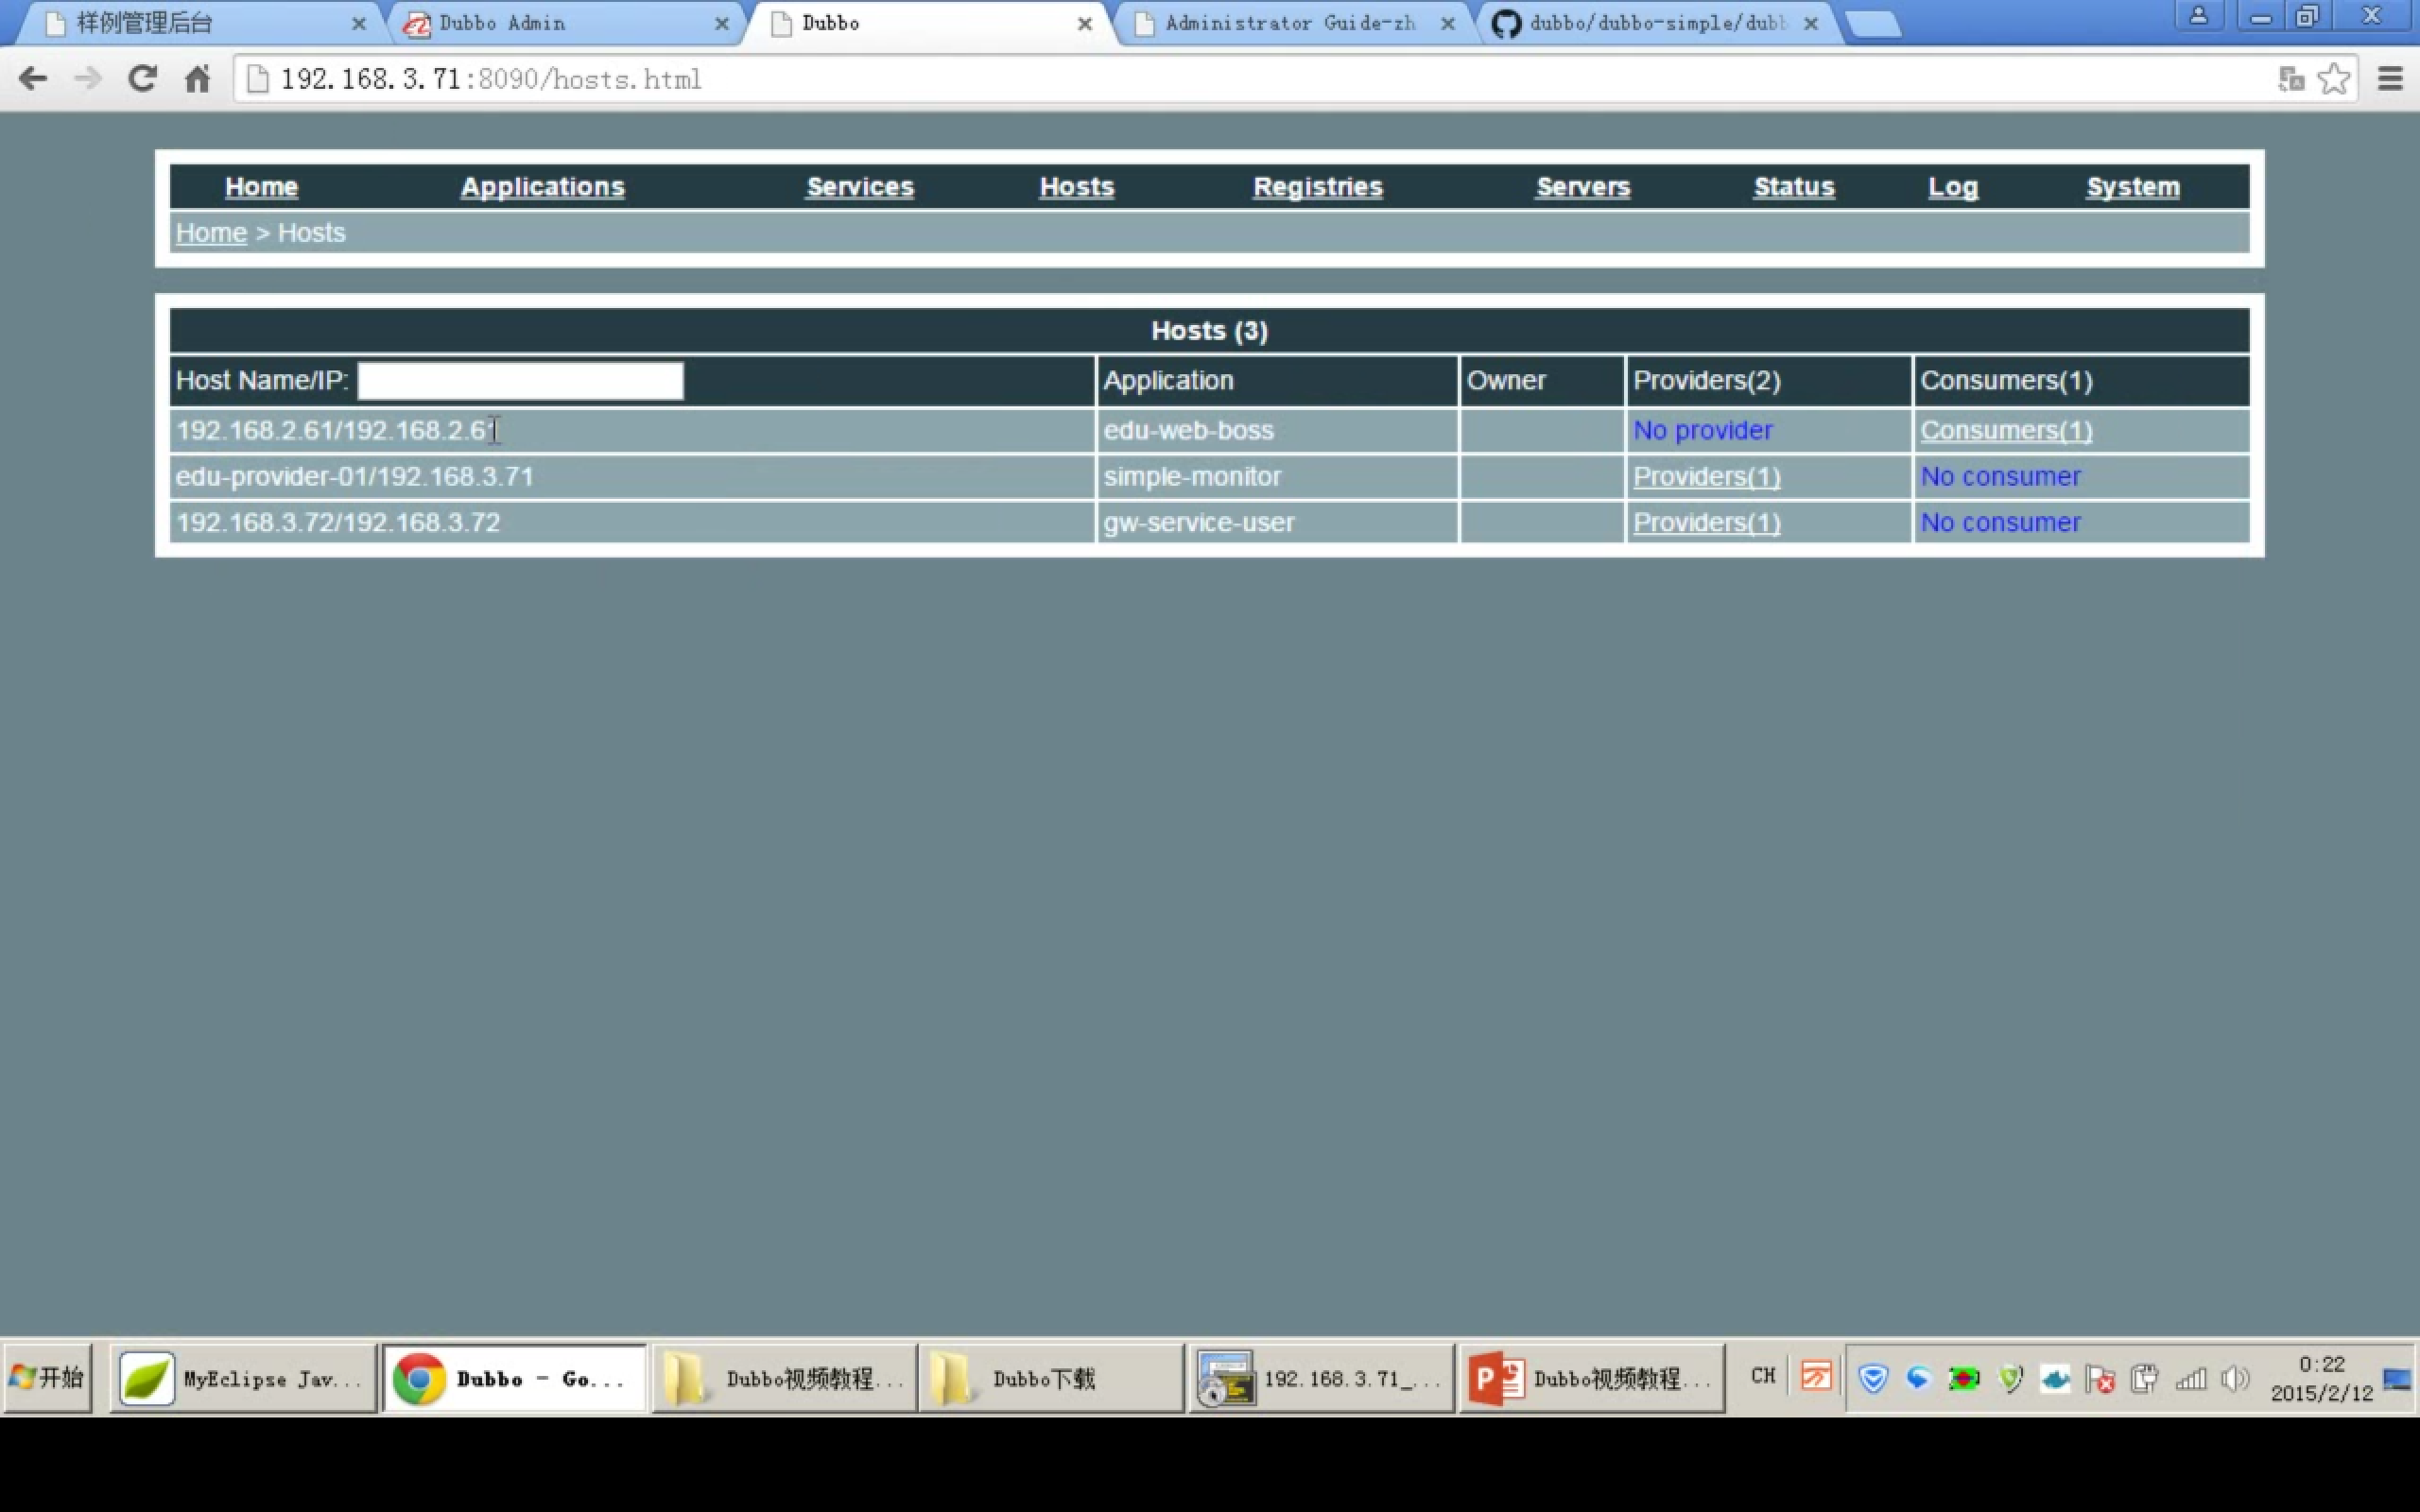 样例管理后台 Dubbo Admin Dubbo Administrator Guide-zh dubbo/dubbo-simple/dubb
192.168.3.71:8090/hosts.html
Home Applications Services Hosts Registries Servers Status Log System
Home > Hosts
Hosts (3)
Host Name/IP: Application Owner Providers(2) Consumers(1)
192.168.2.61/192.168.2.61 edu-web-boss No provider Consumers(1)
edu-provider-01/192.168.3.71 simple-monitor Providers(1) No consumer
192.168.3.72/192.168.3.72 gw-service-user Providers(1) No consumer
开始 MyEclipse Jav... Dubbo - Go... Dubbo视频教程... Dubbo下载 192.168.3.71_... Dubbo视频教程... CH 0:22
2015/2/12